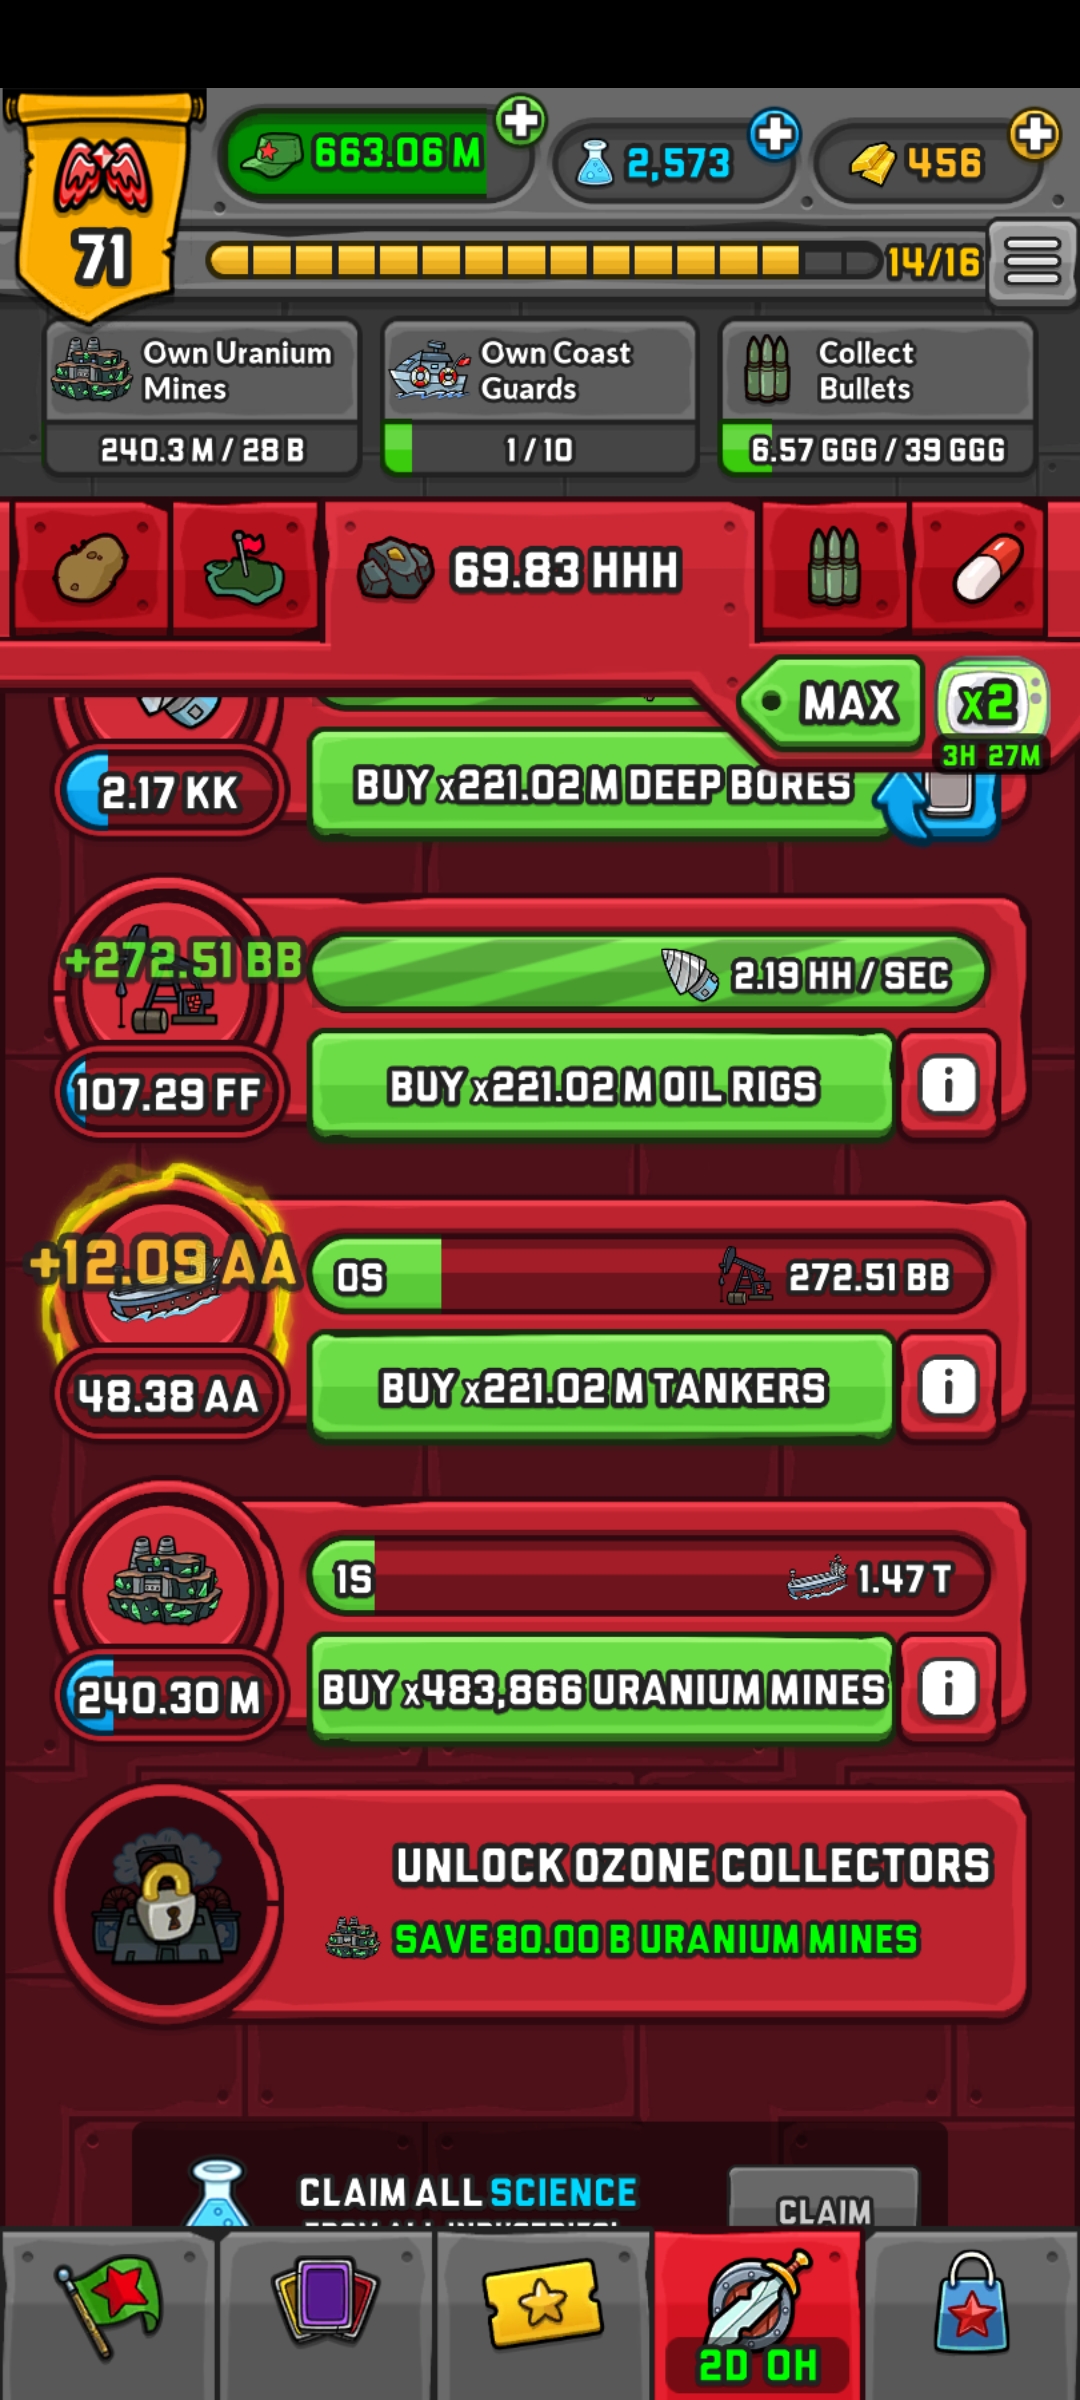 663.06 M
2,573
456
71
14/16
Own Uranium
Mines
240.3 M / 28 B
Own Coast
Guards
1 / 10
Collect
Bullets
6.57 GGG / 39 GGG
69.83 HHH
MAX
x2
3H 27M
2.17 KK
BUY x221.02 M DEEP BORES
+272.51 BB
2.19 HH / SEC
107.29 FF
BUY x221.02 M OIL RIGS
i
+12.09 AA
0S
272.51 BB
48.38 AA
BUY x221.02 M TANKERS
i
1S
1.47 T
240.30 M
BUY x483,866 URANIUM MINES
i
UNLOCK OZONE COLLECTORS
SAVE 80.00 B URANIUM MINES
CLAIM ALL SCIENCE
FROM ALL INDUSTRIES!
CLAIM
2D 0H